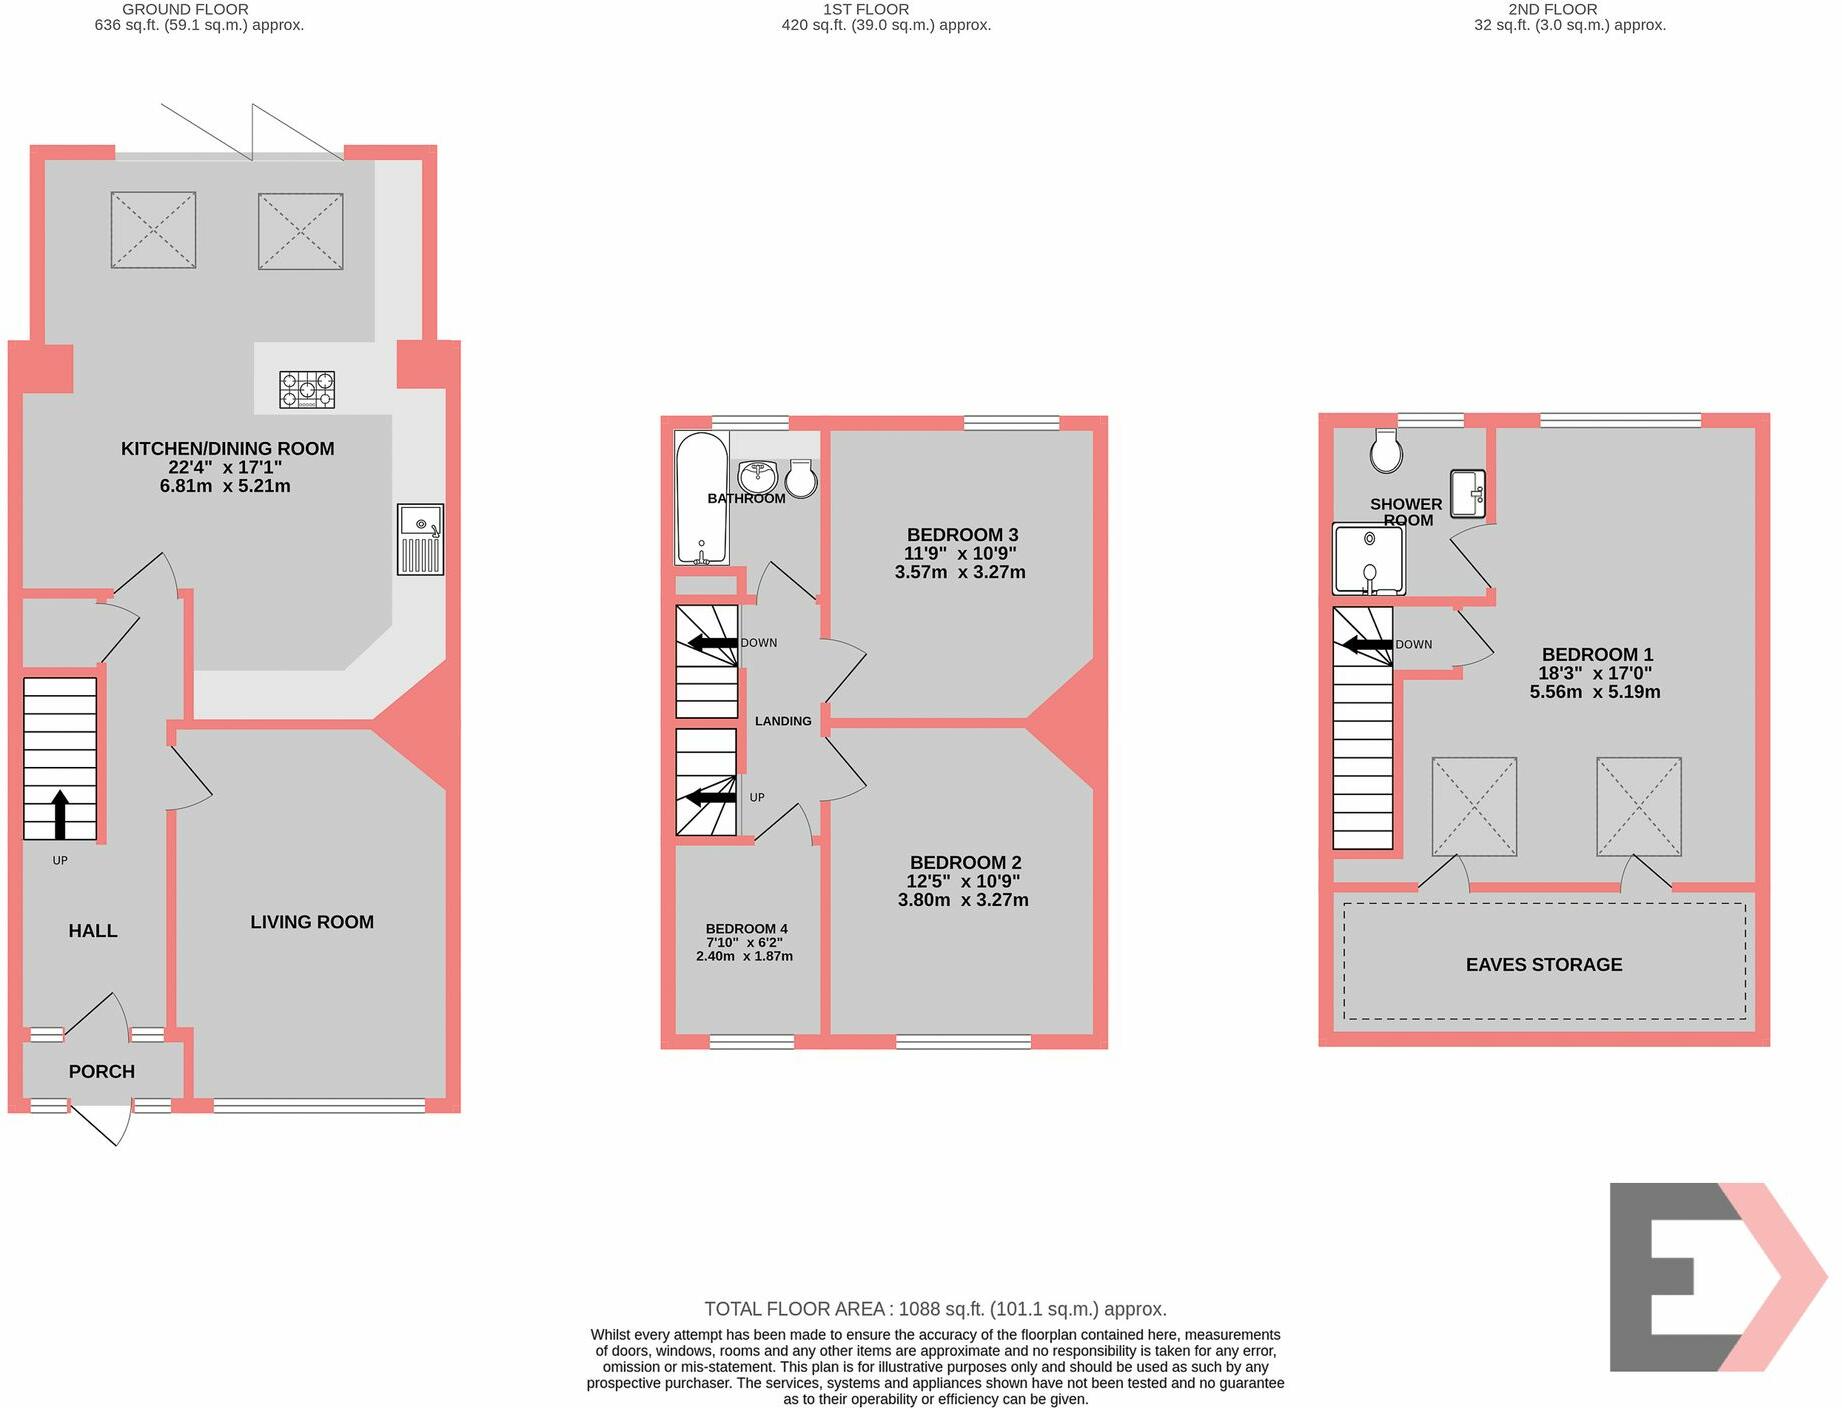 GROUND FLOOR
636 sq.ft. (59.1 sq.m.) approx.
1ST FLOOR
420 sq.ft. (39.0 sq.m.) approx.
2ND FLOOR
32 sq.ft. (3.0 sq.m.) approx.
KITCHEN/DINING ROOM
22'4" x 17'1"
6.81m x 5.21m
UP
HALL
LIVING ROOM
PORCH
BATHROOM
BEDROOM 3
11'9" x 10'9"
3.57m x 3.27m
DOWN
LANDING
UP
BEDROOM 2
12'5" x 10'9"
3.80m x 3.27m
BEDROOM 4
7'10" x 6'2"
2.40m x 1.87m
SHOWER
ROOM
DOWN
BEDROOM 1
18'3" x 17'0"
5.56m x 5.19m
EAVES STORAGE
TOTAL FLOOR AREA : 1088 sq.ft. (101.1 sq.m.) approx.
Whilst every attempt has been made to ensure the accuracy of the floorplan contained here, measurements
of doors, windows, rooms and any other items are approximate and no responsibility is taken for any error,
omission or mis-statement. This plan is for illustrative purposes only and should be used as such by any
prospective purchaser. The services, systems and appliances shown have not been tested and no guarantee
as to their operability or efficiency can be given.
E